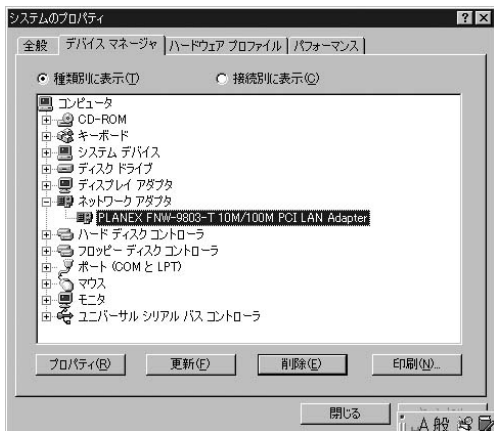 システムのプロパティ
全般 デバイス マネージャ ハードウェア プロファイル パフォーマンス
種類別に表示(T) 接続別に表示(C)
コンピュータ
CD-ROM
キーボード
システム デバイス
ディスク ドライブ
ディスプレイ アダプタ
ネットワーク アダプタ
PLANEX FNW-9803-T 10M/100M PCI LAN Adapter
ハード ディスク コントローラ
フロッピー ディスク コントローラ
ポート (COM と LPT)
マウス
モニタ
ユニバーサル シリアル バス コントローラ
プロパティ(R) 更新(F) 削除(E) 印刷(N)...
閉じる
A 般